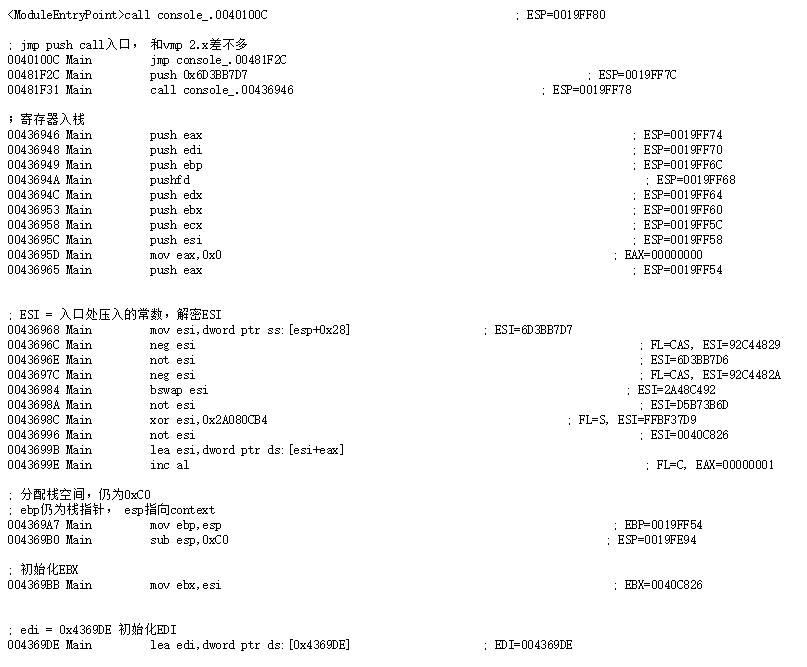 <ModuleEntryPoint>call console_.0040100C ; ESP=0019FF80
; jmp push call入口， 和vmp 2.x差不多
0040100C Main jmp console_.00481F2C
00481F2C Main push 0x6D3BB7D7 ; ESP=0019FF7C
00481F31 Main call console_.00436946 ; ESP=0019FF78
；寄存器入栈
00436946 Main push eax ; ESP=0019FF74
00436948 Main push edi ; ESP=0019FF70
00436949 Main push ebp ; ESP=0019FF6C
0043694A Main pushfd ; ESP=0019FF68
0043694C Main push edx ; ESP=0019FF64
00436953 Main push ebx ; ESP=0019FF60
00436958 Main push ecx ; ESP=0019FF5C
0043695C Main push esi ; ESP=0019FF58
0043695D Main mov eax,0x0 ; EAX=00000000
00436965 Main push eax ; ESP=0019FF54
; ESI = 入口处压入的常数，解密ESI
00436968 Main mov esi,dword ptr ss:[esp+0x28] ; ESI=6D3BB7D7
0043696C Main neg esi ; FL=CAS, ESI=92C44829
0043696E Main not esi ; ESI=6D3BB7D6
0043697C Main neg esi ; FL=CAS, ESI=92C4482A
00436984 Main bswap esi ; ESI=2A48C492
0043698A Main not esi ; ESI=D5B73B6D
0043698C Main xor esi,0x2A080CB4 ; FL=S, ESI=FFBF37D9
00436996 Main not esi ; ESI=0040C826
0043699B Main lea esi,dword ptr ds:[esi+eax]
0043699E Main inc al ; FL=C, EAX=00000001
; 分配栈空间，仍为0xC0
; ebp仍为栈指针， esp指向context
004369A7 Main mov ebp,esp ; EBP=0019FF54
004369B0 Main sub esp,0xC0 ; ESP=0019FE94
; 初始化EBX
004369BB Main mov ebx,esi ; EBX=0040C826
; edi = 0x4369DE 初始化EDI
004369DE Main lea edi,dword ptr ds:[0x4369DE] ; EDI=004369DE